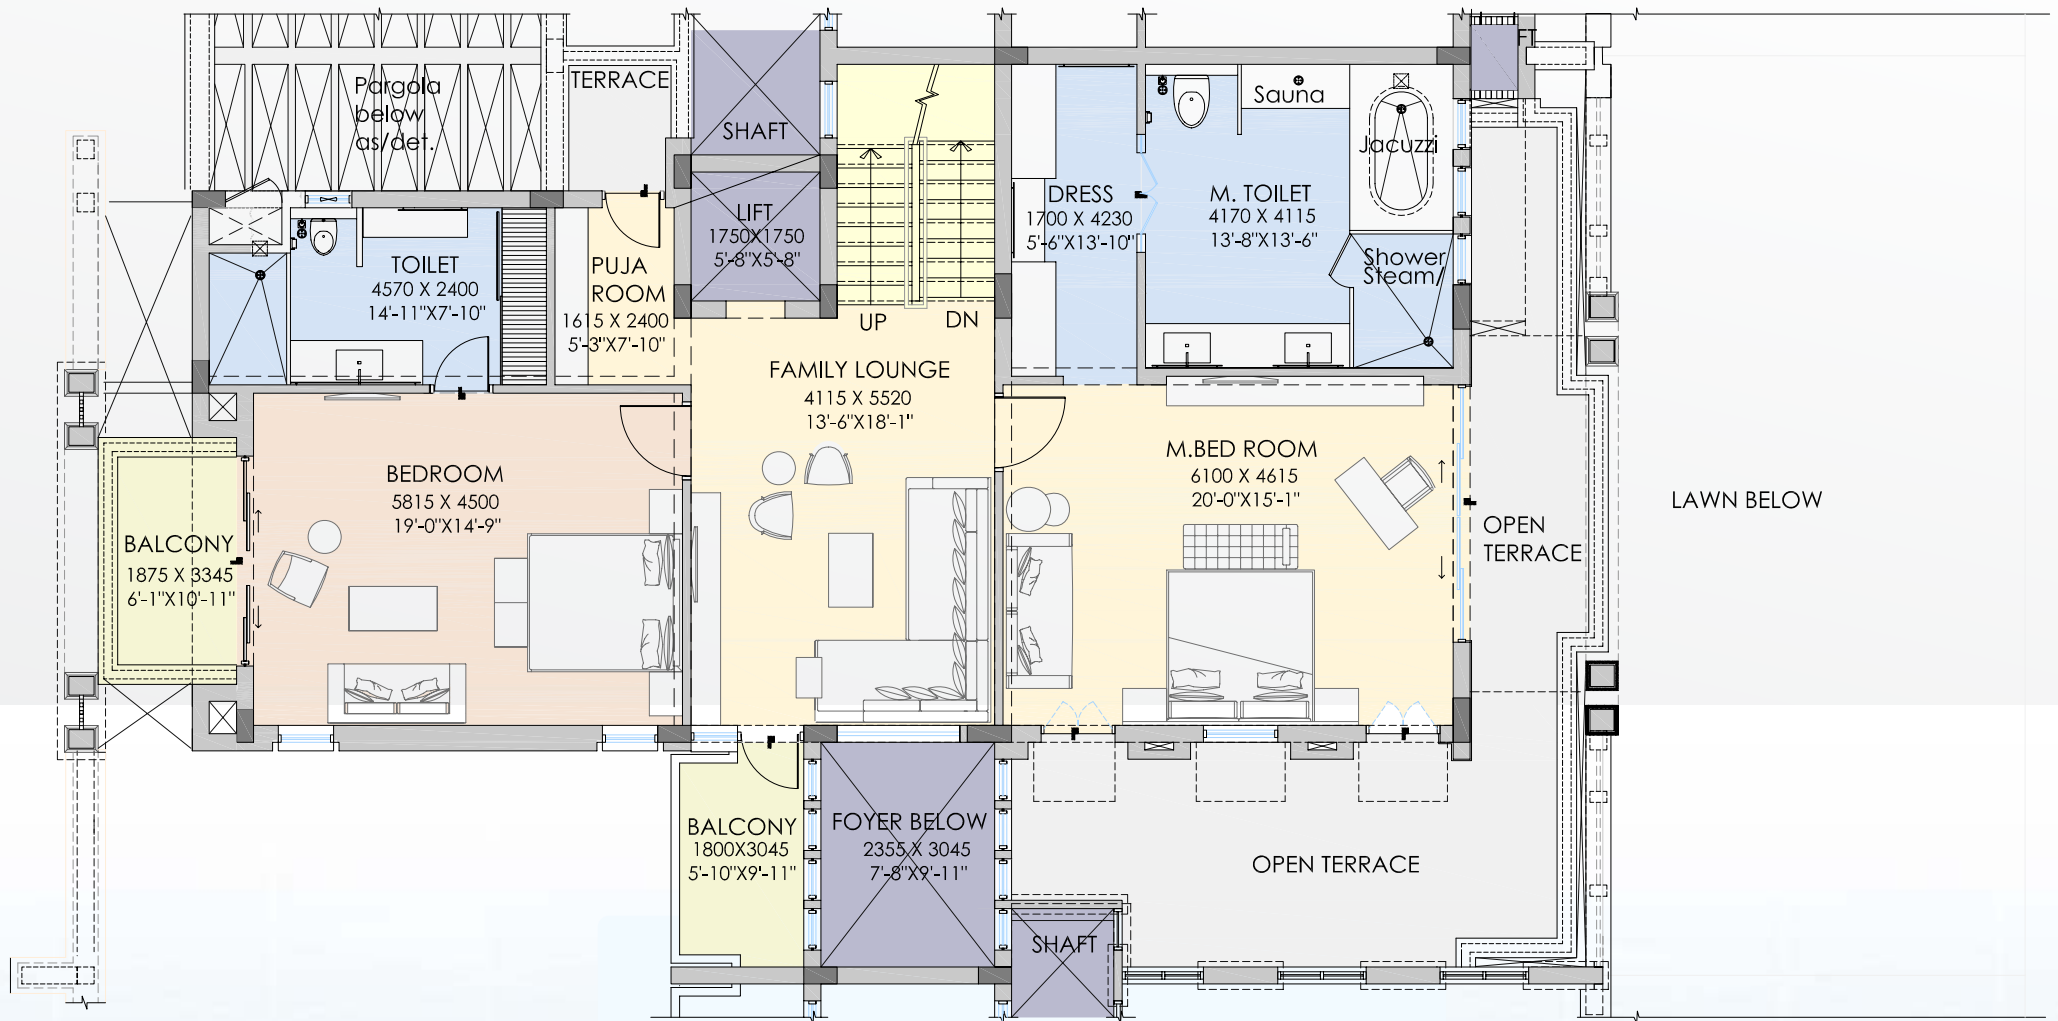 Pargola
below
as/det.
TERRACE
SHAFT
FT
Sauna
Jacuzzi
LIFT
1750X1750
5'-8"X5'-8"
DRESS
1700 X 4230
5'-6"X13'-10"
M. TOILET
4170 X 4115
13'-8"X13'-6"
Shower
Steam/
TOILET
4570 X 2400
14'-11"X7'-10"
PUJA
ROOM
1615 X 2400
5'-3"X7'-10"
UP
DN
FAMILY LOUNGE
4115 X 5520
13'-6"X18'-1"
BEDROOM
5815 X 4500
19'-0"X14'-9"
M.BED ROOM
6100 X 4615
20'-0"X15'-1"
BALCONY
1875 X 3345
6'-1"X10'-11"
OPEN
TERRACE
LAWN BELOW
BALCONY
1800X3045
5'-10"X9'-11"
FOYER BELOW
2355 X 3045
7'-8"X9'-11"
OPEN TERRACE
SHAFT